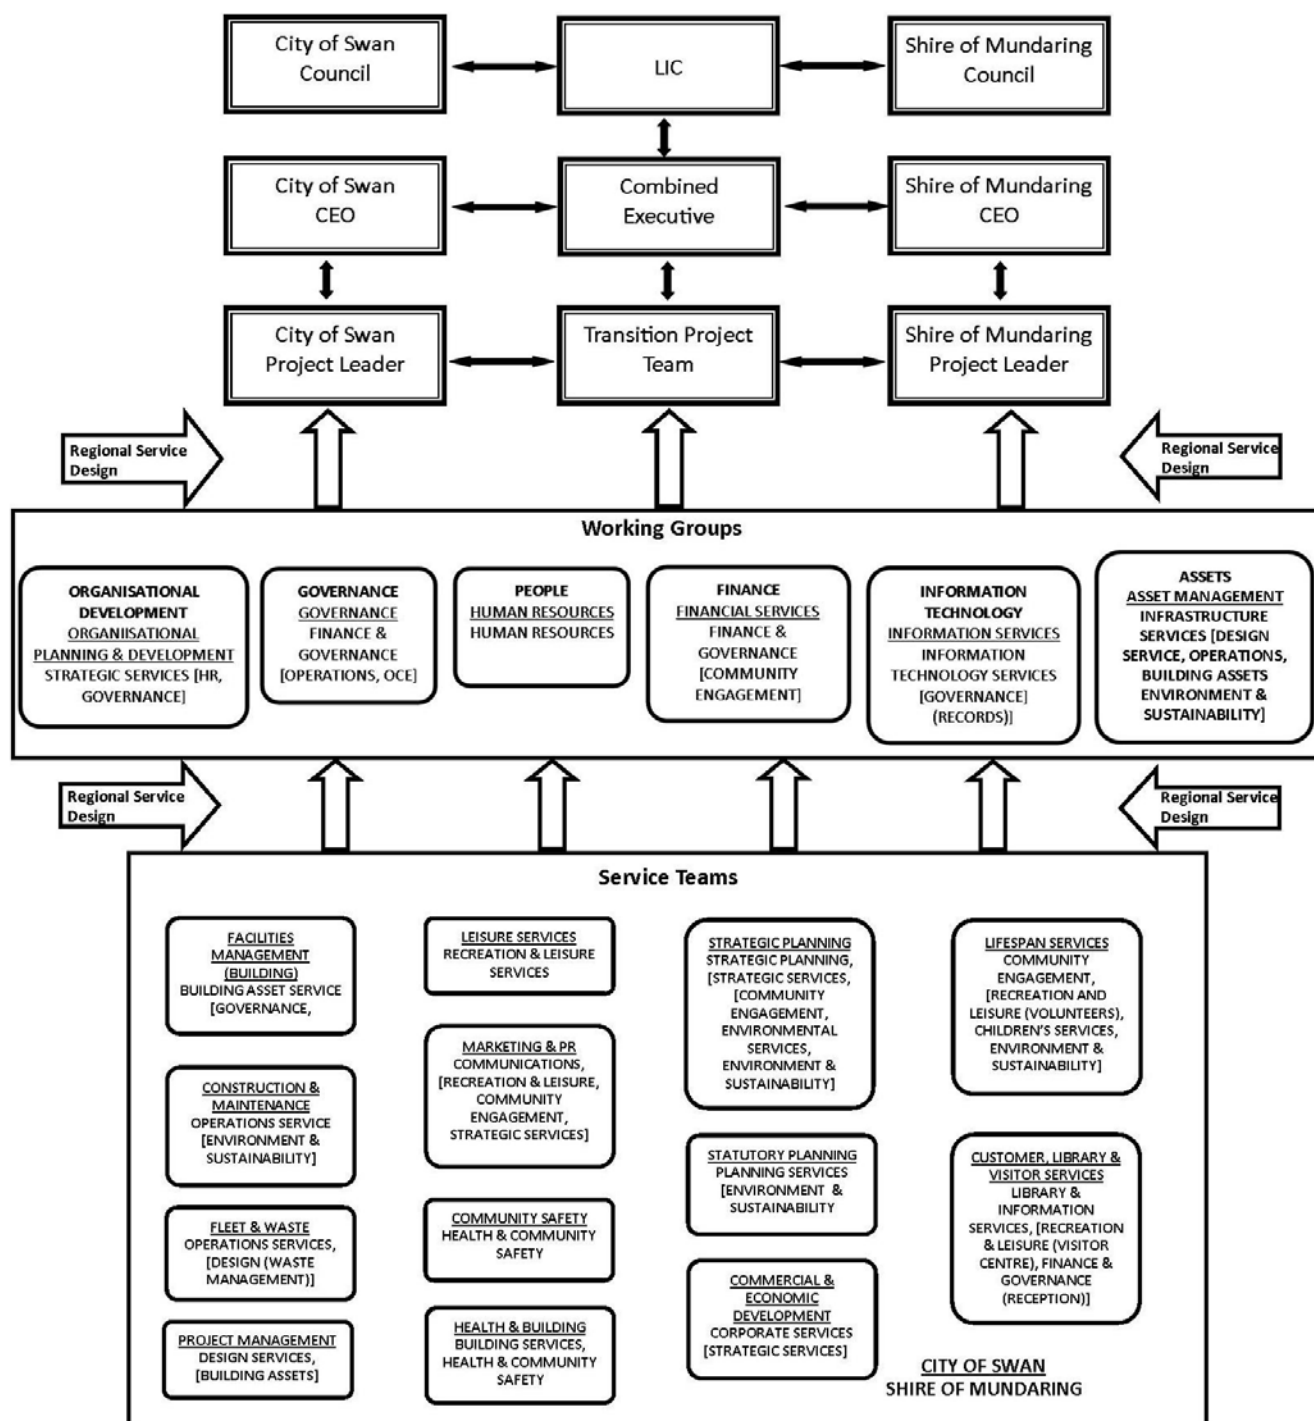 City of Swan
Council
LIC
Shire of Mundaring
Council
City of Swan
CEO
Combined
Executive
Shire of Mundaring
CEO
City of Swan
Project Leader
Transition Project
Team
Shire of Mundaring
Project Leader
Regional Service
Design
Regional Service
Design
Working Groups
ORGANISATIONAL
DEVELOPMENT
ORGANIISATIONAL
PLANNING & DEVELOPMENT
STRATEGIC SERVICES [HR,
GOVERNANCE]
GOVERNANCE
GOVERNANCE
FINANCE &
GOVERNANCE
[OPERATIONS, OCE]
PEOPLE
HUMAN RESOURCES
HUMAN RESOURCES
FINANCE
FINANCIAL SERVICES
FINANCE &
GOVERNANCE
[COMMUNITY
ENGAGEMENT]
INFORMATION
TECHNOLOGY
INFORMATION SERVICES
INFORMATION
TECHNOLOGY SERVICES
[GOVERNANCE]
(RECORDS)]
ASSETS
ASSET MANAGEMENT
INFRASTRUCTURE
SERVICES [DESIGN
SERVICE, OPERATIONS,
BUILDING ASSETS
ENVIRONMENT &
SUSTAINABILITY]
Regional Service
Design
Regional Service
Design
Service Teams
FACILITIES
MANAGEMENT
(BUILDING)
BUILDING ASSET SERVICE
[GOVERNANCE,
CONSTRUCTION &
MAINTENANCE
OPERATIONS SERVICE
[ENVIRONMENT &
SUSTAINABILITY]
FLEET & WASTE
OPERATIONS SERVICES,
[DESIGN (WASTE
MANAGEMENT)]
PROJECT MANAGEMENT
DESIGN SERVICES,
[BUILDING ASSETS]
LEISURE SERVICES
RECREATION & LEISURE
SERVICES
MARKETING & PR
COMMUNICATIONS,
[RECREATION & LEISURE,
COMMUNITY
ENGAGEMENT,
STRATEGIC SERVICES]
COMMUNITY SAFETY
HEALTH & COMMUNITY
SAFETY
HEALTH & BUILDING
BUILDING SERVICES,
HEALTH & COMMUNITY
SAFETY
STRATEGIC PLANNING
STRATEGIC PLANNING,
[STRATEGIC SERVICES,
[COMMUNITY
ENGAGEMENT,
ENVIRONMENTAL
SERVICES,
ENVIRONMENT &
SUSTAINABILITY]
STATUTORY PLANNING
PLANNING SERVICES
[ENVIRONMENT &
SUSTAINABILITY
COMMERCIAL &
ECONOMIC
DEVELOPMENT
CORPORATE SERVICES
[STRATEGIC SERVICES]
LIFESPAN SERVICES
COMMUNITY
ENGAGEMENT,
[RECREATION AND
LEISURE (VOLUNTEERS),
CHILDREN'S SERVICES,
ENVIRONMENT &
SUSTAINABILITY]
CUSTOMER, LIBRARY &
VISITOR SERVICES
LIBRARY &
INFORMATION
SERVICES, [RECREATION
& LEISURE (VISITOR
CENTRE), FINANCE &
GOVERNANCE
(RECEPTION)]
CITY OF SWAN
SHIRE OF MUNDARING